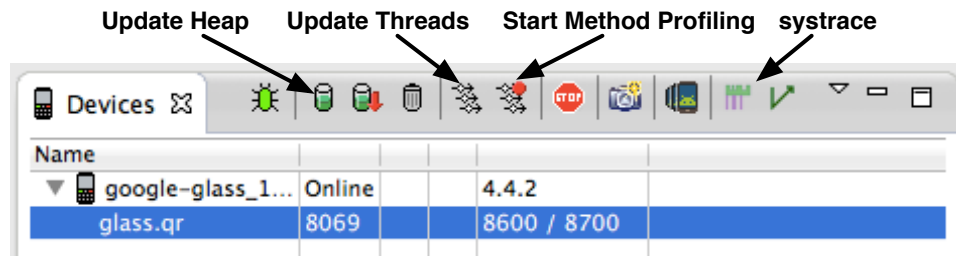 Update Heap Update Threads Start Method Profiling systrace
Devices
STOP
Name
google-glass_1... Online 4.4.2
glass.qr 8069 8600 / 8700